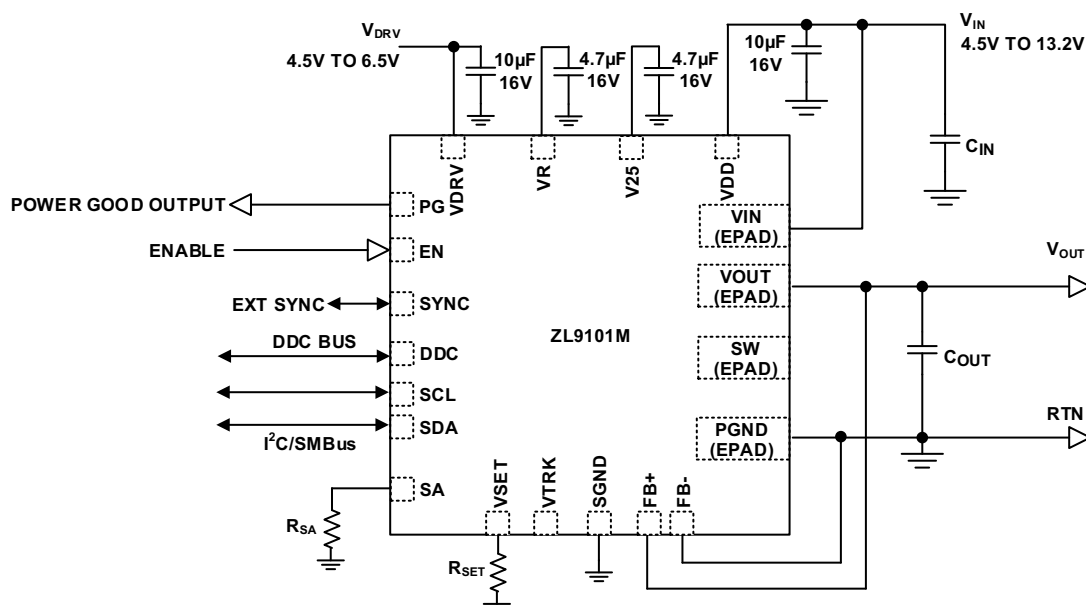 VDRV
4.5V TO 6.5V
10µF
16V
4.7µF
16V
4.7µF
16V
10µF
16V
VIN
4.5V TO 13.2V
CIN
VDRV
VR
V25
VDD
POWER GOOD OUTPUT
PG
VIN
(EPAD)
ENABLE
EN
VOUT
(EPAD)
VOUT
EXT SYNC
SYNC
ZL9101M
DDC BUS
DDC
SW
(EPAD)
COUT
SCL
SDA
I²C/SMBus
PGND
(EPAD)
RTN
SA
VSET
VTRK
SGND
FB+
FB-
RSA
RSET